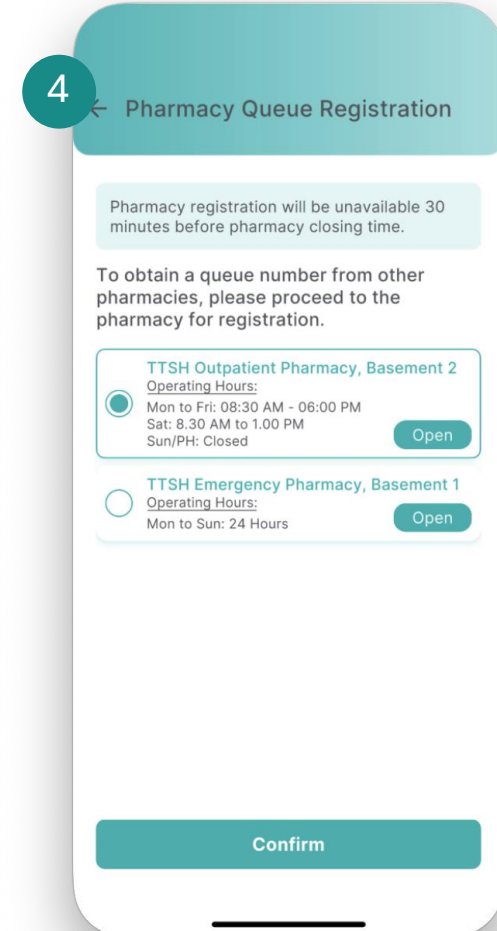 4
← Pharmacy Queue Registration
Pharmacy registration will be unavailable 30
minutes before pharmacy closing time.
To obtain a queue number from other
pharmacies, please proceed to the
pharmacy for registration.
TTSH Outpatient Pharmacy, Basement 2
Operating Hours:
Mon to Fri: 08:30 AM - 06:00 PM
Sat: 8.30 AM to 1.00 PM
Sun/PH: Closed
Open
TTSH Emergency Pharmacy, Basement 1
Operating Hours:
Mon to Sun: 24 Hours
Open
Confirm